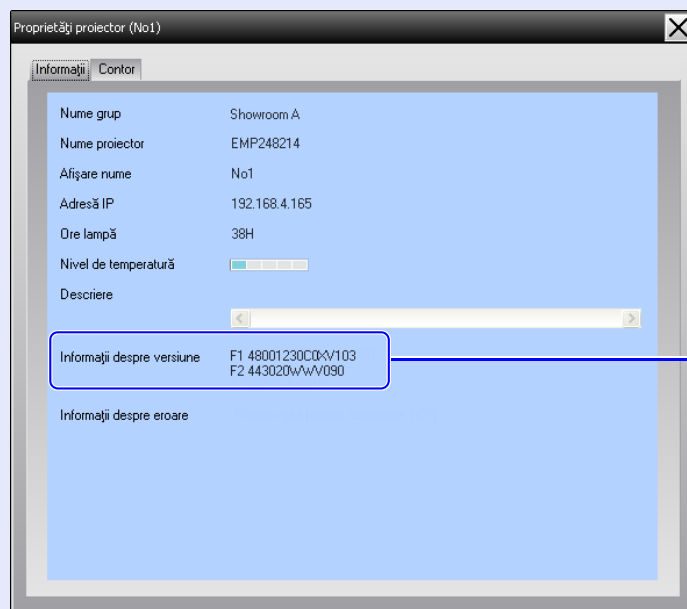 Proprietăţi proiector (No1)
Informaţii Contor
Nume grup Showroom A
Nume proiector EMP248214
Afişare nume No1
Adresă IP 192.168.4.165
Ore lampă 38H
Nivel de temperatură
Descriere
Informaţii despre versiune F1 48001230C0XV103
F2 443020WWV090
Informaţii despre eroare